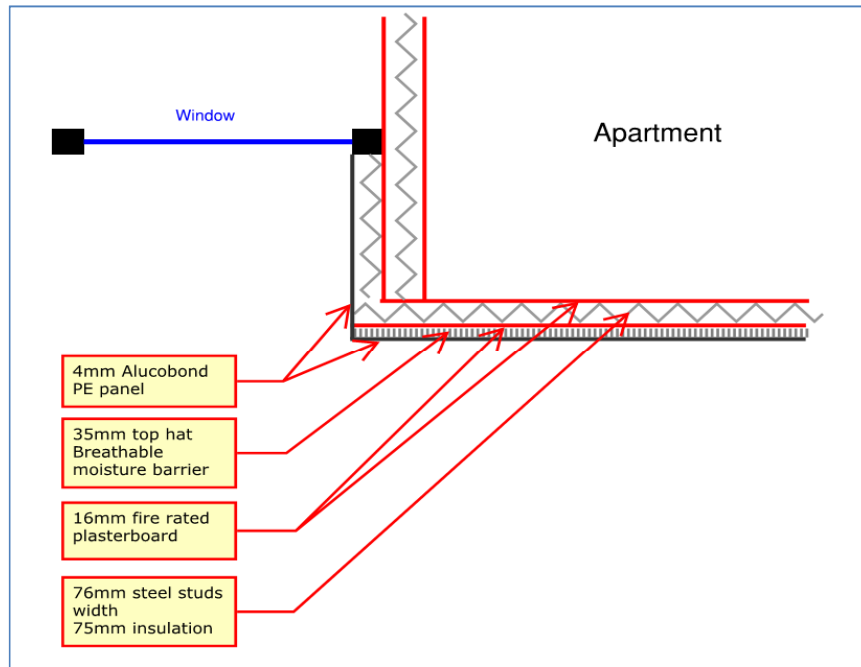 Window
Apartment
4mm Alucobond
PE panel
35mm top hat
Breathable
moisture barrier
16mm fire rated
plasterboard
76mm steel studs
width
75mm insulation